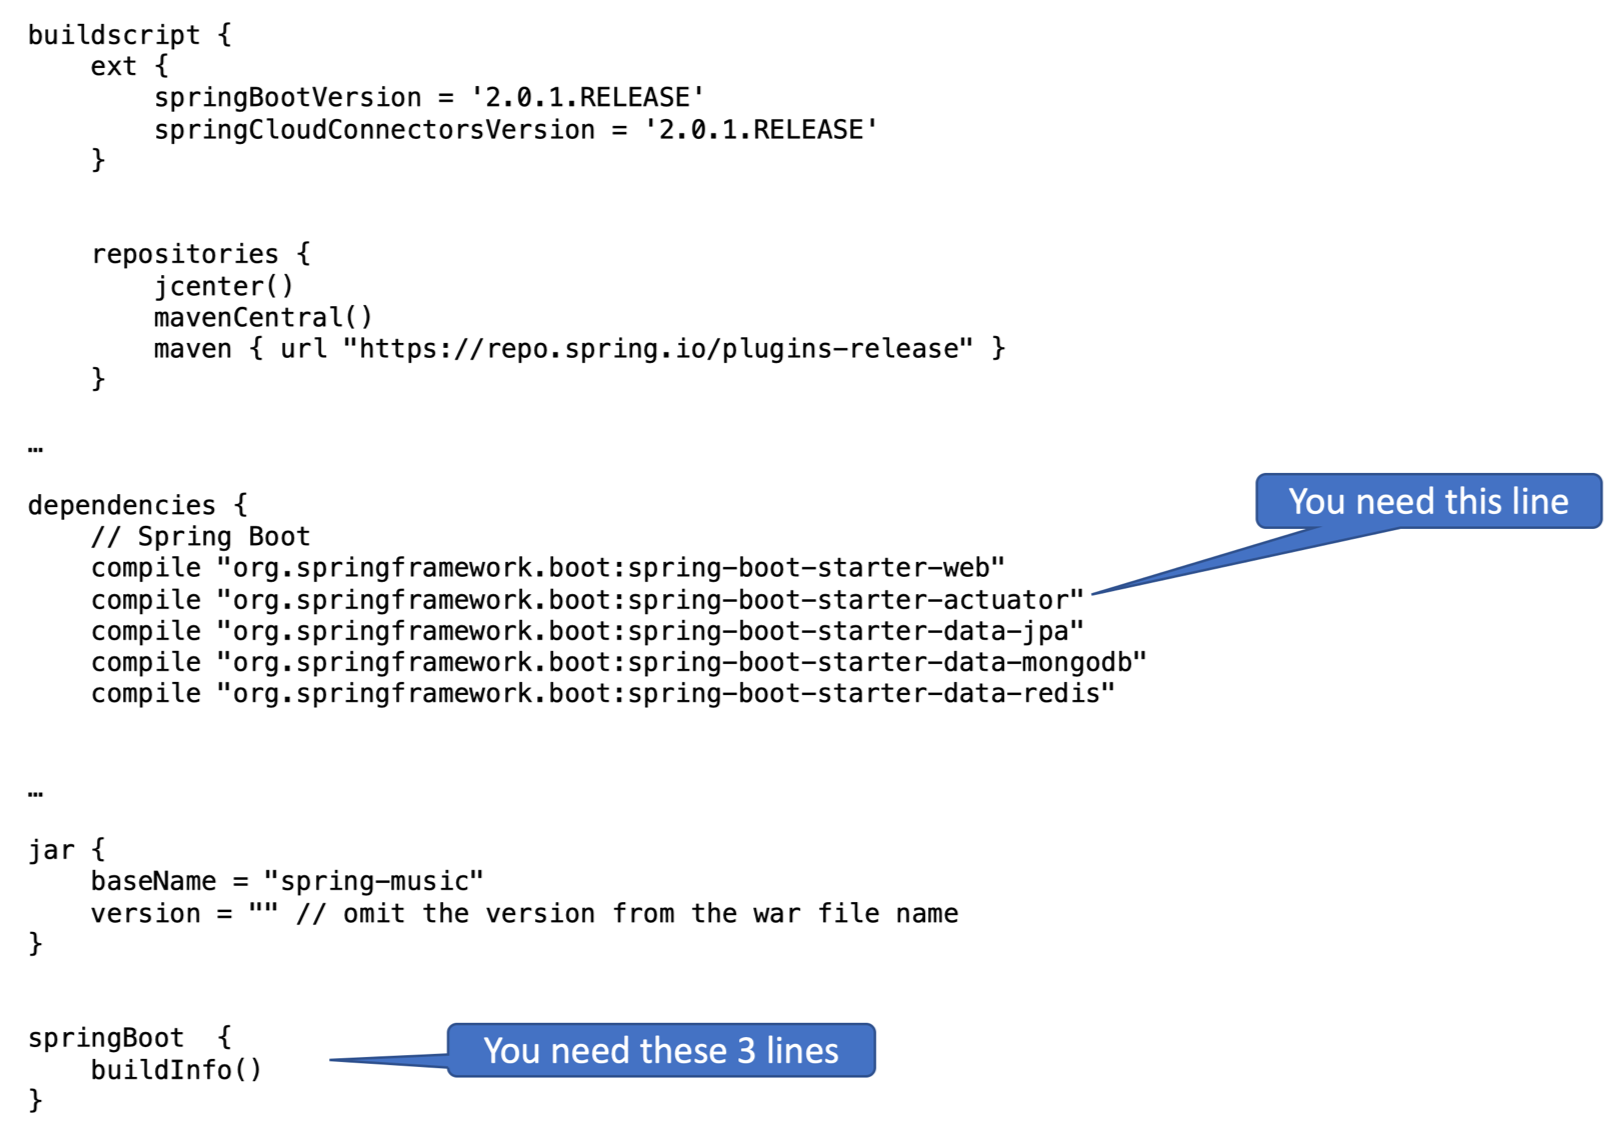 buildscript {
    ext {
        springBootVersion = '2.0.1.RELEASE'
        springCloudConnectorsVersion = '2.0.1.RELEASE'
    }
    repositories {
        jcenter()
        mavenCentral()
        maven { url "https://repo.spring.io/plugins-release" }
    }
…
dependencies {
You need this line
    // Spring Boot
    compile "org.springframework.boot:spring-boot-starter-web"
    compile "org.springframework.boot:spring-boot-starter-actuator"
    compile "org.springframework.boot:spring-boot-starter-data-jpa"
    compile "org.springframework.boot:spring-boot-starter-data-mongodb"
    compile "org.springframework.boot:spring-boot-starter-data-redis"
…
jar {
    baseName = "spring-music"
    version = "" // omit the version from the war file name
}
springBoot  {
    buildInfo()
You need these 3 lines
}